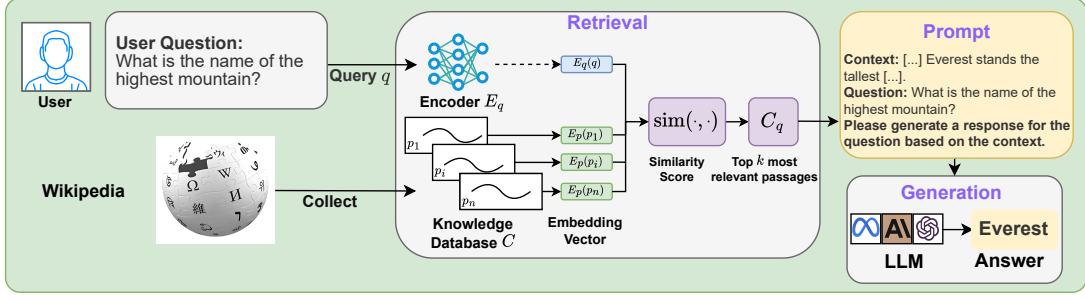 Retrieval
User Question:
What is the name of the
highest mountain?
User
Query q
Encoder E_q
E_q(q)
p_1
p_i
p_n
E_p(p_1)
E_p(p_i)
E_p(p_n)
sim(·,·)
C_q
Similarity
Score
Top k most
relevant passages
Wikipedia
Ω
W
И
維
Collect
Knowledge
Database C
Embedding
Vector
Prompt
Context: [...] Everest stands the
tallest [...].
Question: What is the name of the
highest mountain?
Please generate a response for the
question based on the context.
Generation
A\
LLM
Everest
Answer